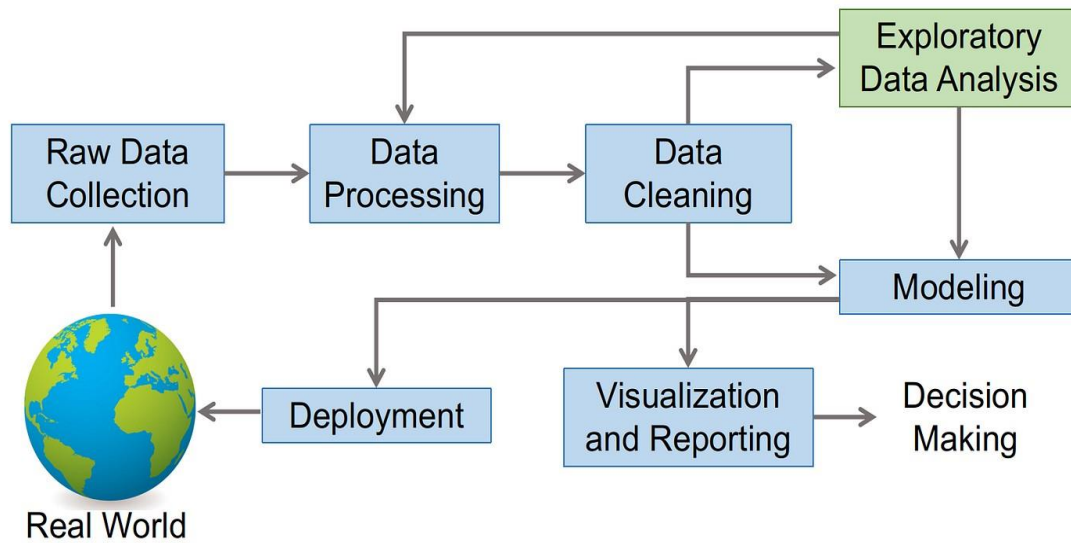 Exploratory
Data Analysis
Raw Data
Collection
Data
Processing
Data
Cleaning
Modeling
Deployment
Visualization
and Reporting
Decision
Making
Real World